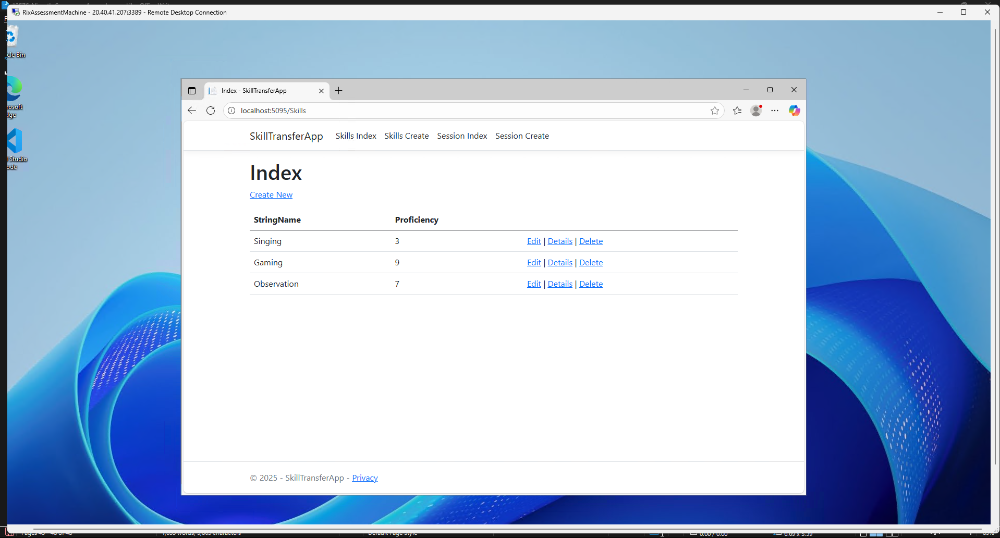 RixAssessmentMachine - 20.40.41.207:3389 - Remote Desktop Connection
cle Bin
Index - SkillTransferApp
localhost:5095/Skills
rosoft
dge
SkillTransferApp Skills Index Skills Create Session Index Session Create
Studio
ode
Index
Create New
StringName Proficiency
Singing 3 Edit | Details | Delete
Gaming 9 Edit | Details | Delete
Observation 7 Edit | Details | Delete
© 2025 - SkillTransferApp - Privacy